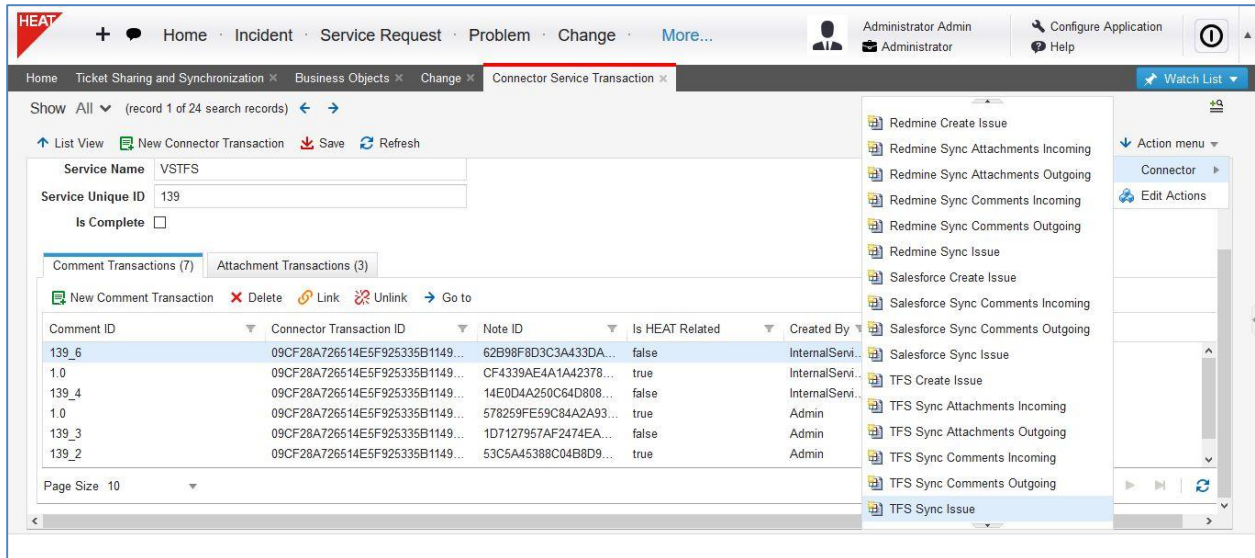 HEAT
Home · Incident · Service Request · Problem · Change · More...
Administrator Admin
Administrator
Configure Application
Help
Home Ticket Sharing and Synchronization × Business Objects × Change × Connector Service Transaction ×
Watch List
Show All (record 1 of 24 search records)
List View New Connector Transaction Save Refresh
Action menu
Connector
Edit Actions
Service Name VSTFS
Service Unique ID 139
Is Complete
Comment Transactions (7) Attachment Transactions (3)
New Comment Transaction Delete Link Unlink Go to
Comment ID Connector Transaction ID Note ID Is HEAT Related Created By
139_6 09CF28A726514E5F925335B1149... 62B98F8D3C3A433DA... false InternalServi...
1.0 09CF28A726514E5F925335B1149... CF4339AE4A1A42378... true InternalServi...
139_4 09CF28A726514E5F925335B1149... 14E0D4A250C64D808... false InternalServi...
1.0 09CF28A726514E5F925335B1149... 578259FE59C84A2A93... true Admin
139_3 09CF28A726514E5F925335B1149... 1D7127957AF2474EA... false Admin
139_2 09CF28A726514E5F925335B1149... 53C5A45388C04B8D9... true Admin
Page Size 10
Redmine Create Issue
Redmine Sync Attachments Incoming
Redmine Sync Attachments Outgoing
Redmine Sync Comments Incoming
Redmine Sync Comments Outgoing
Redmine Sync Issue
Salesforce Create Issue
Salesforce Sync Comments Incoming
Salesforce Sync Comments Outgoing
Salesforce Sync Issue
TFS Create Issue
TFS Sync Attachments Incoming
TFS Sync Attachments Outgoing
TFS Sync Comments Incoming
TFS Sync Comments Outgoing
TFS Sync Issue